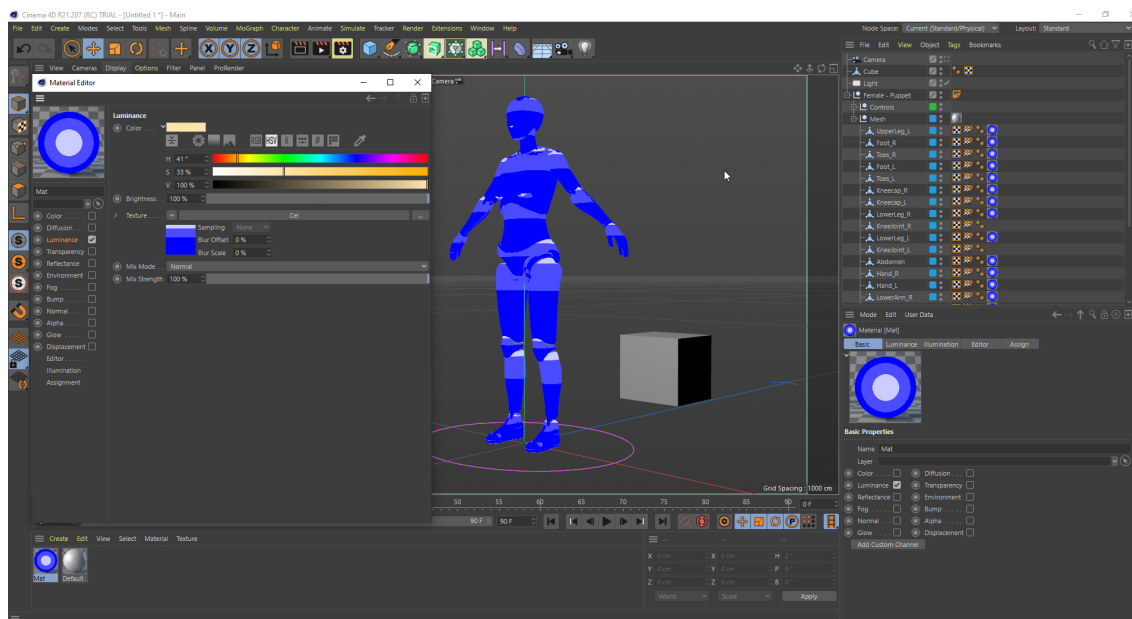 Cinema 4D R21.207 (RC) TRIAL - [Untitled 1 *] - Main
File Edit Create Modes Select Tools Mesh Spline Volume MoGraph Character Animate Simulate Tracker Render Extensions Window Help
Node Space: Current (Standard/Physical) Layout: Standard
View Cameras Display Options Filter Panel ProRender
File Edit View Object Tags Bookmarks
Material Editor
Camera
Camera
Cube
Light
Female - Puppet
Controls
Mesh
UpperLeg_L
Foot_R
Toes_R
Foot_L
Toes_L
Kneecap_R
Kneecap_L
LowerLeg_R
KneeJoint_R
LowerLeg_L
KneeJoint_L
Abdomen
Hand_R
Hand_L
LowerArm_R
Luminance
Color
RGB HSV K #
H 41°
S 33 %
V 100 %
Brightness 100 %
Texture Cel ...
Sampling None
Blur Offset 0 %
Blur Scale 0 %
Mix Mode Normal
Mix Strength 100 %
Mat
Color
Diffusion
Luminance
Transparency
Reflectance
Environment
Fog
Bump
Normal
Alpha
Glow
Displacement
Editor
Illumination
Assignment
Grid Spacing : 1000 cm
50 55 60 65 70 75 80 85 90 0 F
90 F 90 F
Mode Edit User Data
Material [Mat]
Basic Luminance Illumination Editor Assign
Basic Properties
Name Mat
Layer
Color Diffusion
Luminance Transparency
Reflectance Environment
Fog Bump
Normal Alpha
Glow Displacement
Add Custom Channel
Create Edit View Select Material Texture
Mat Default
-- -- --
X 0 cm X 0 cm H 0 °
Y 0 cm Y 0 cm P 0 °
Z 0 cm Z 0 cm B 0 °
World Scale Apply